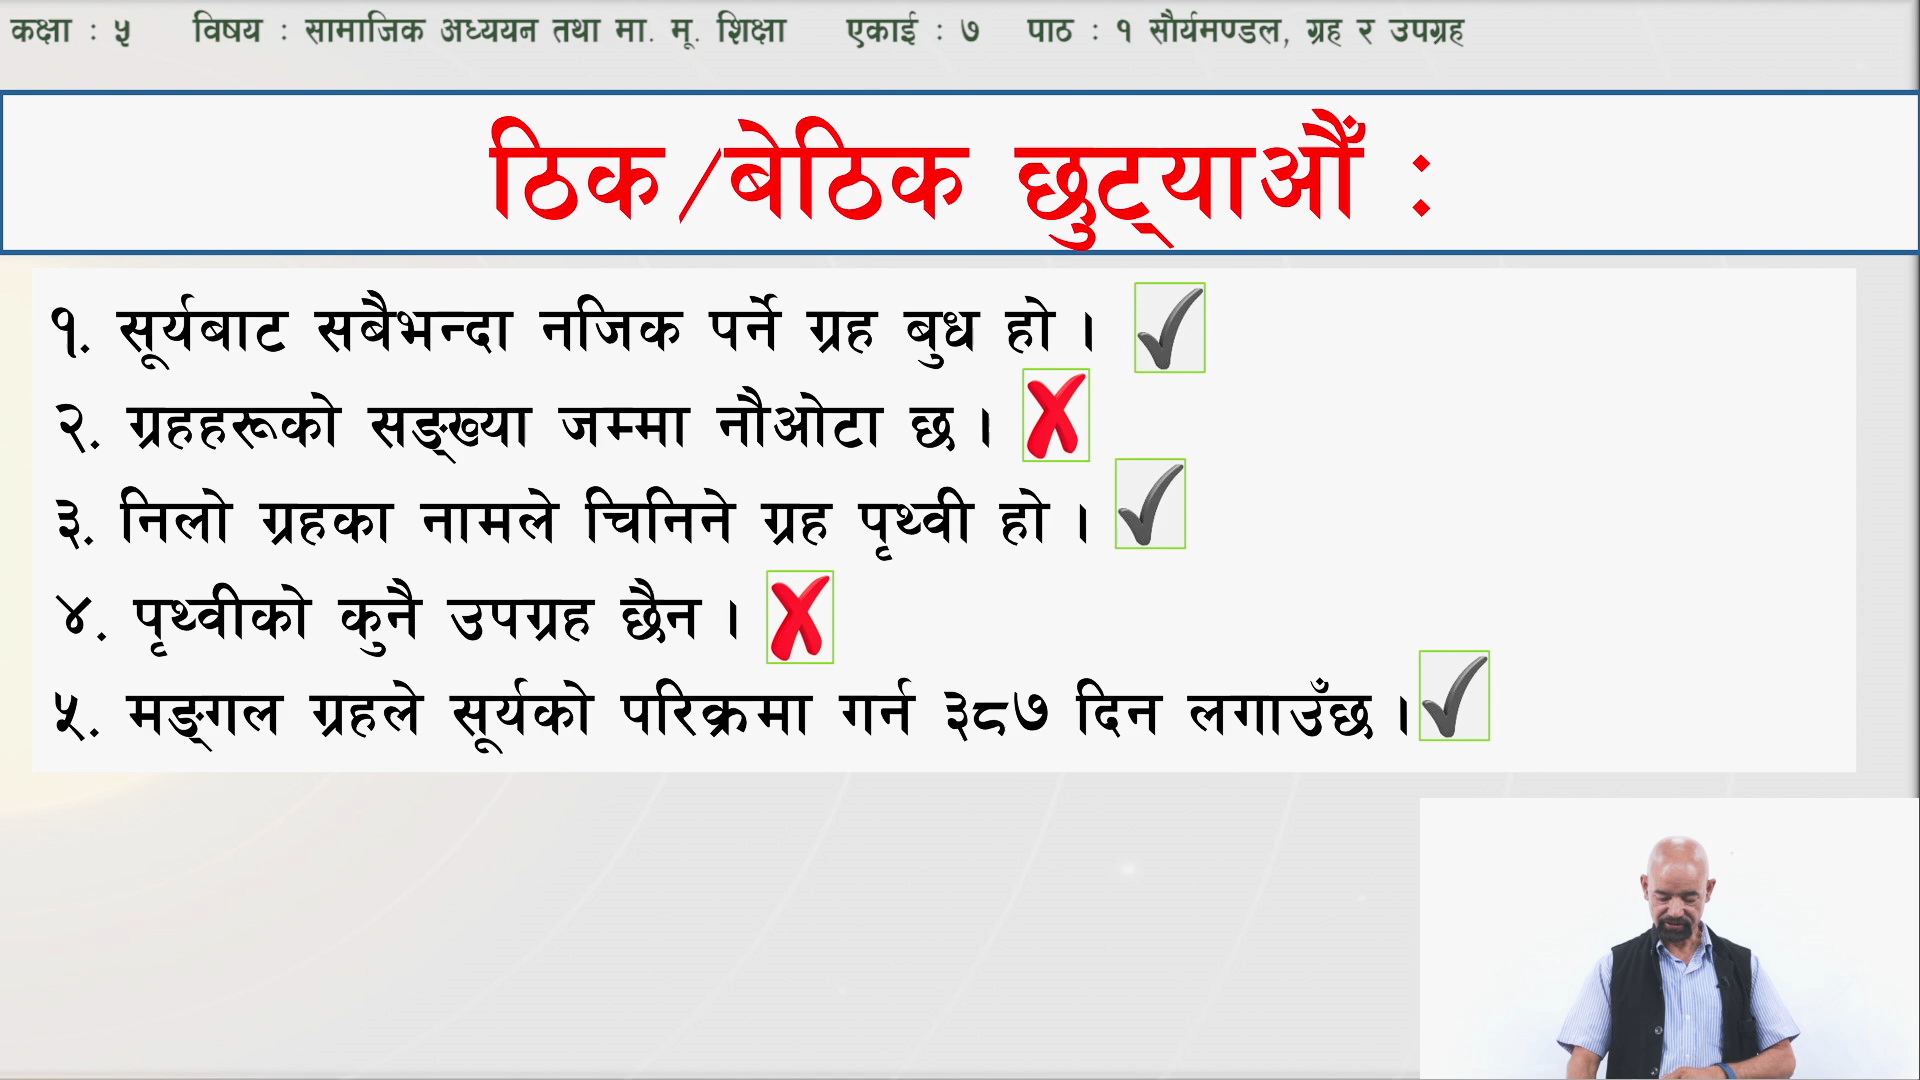 कक्षा : ५ विषय : सामाजिक अध्ययन तथा मा. मू. शिक्षा एकाई : ७ पाठ : १ सौर्यमण्डल, ग्रह र उपग्रह
ठिक/बेठिक छुट्याऔँ :
१. सूर्यबाट सबैभन्दा नजिक पर्ने ग्रह बुध हो ।
२. ग्रहहरूको सङ्ख्या जम्मा नौओटा छ ।
३. निलो ग्रहका नामले चिनिने ग्रह पृथ्वी हो ।
४. पृथ्वीको कुनै उपग्रह छैन ।
५. मङ्गल ग्रहले सूर्यको परिक्रमा गर्न ३८७ दिन लगाउँछ ।